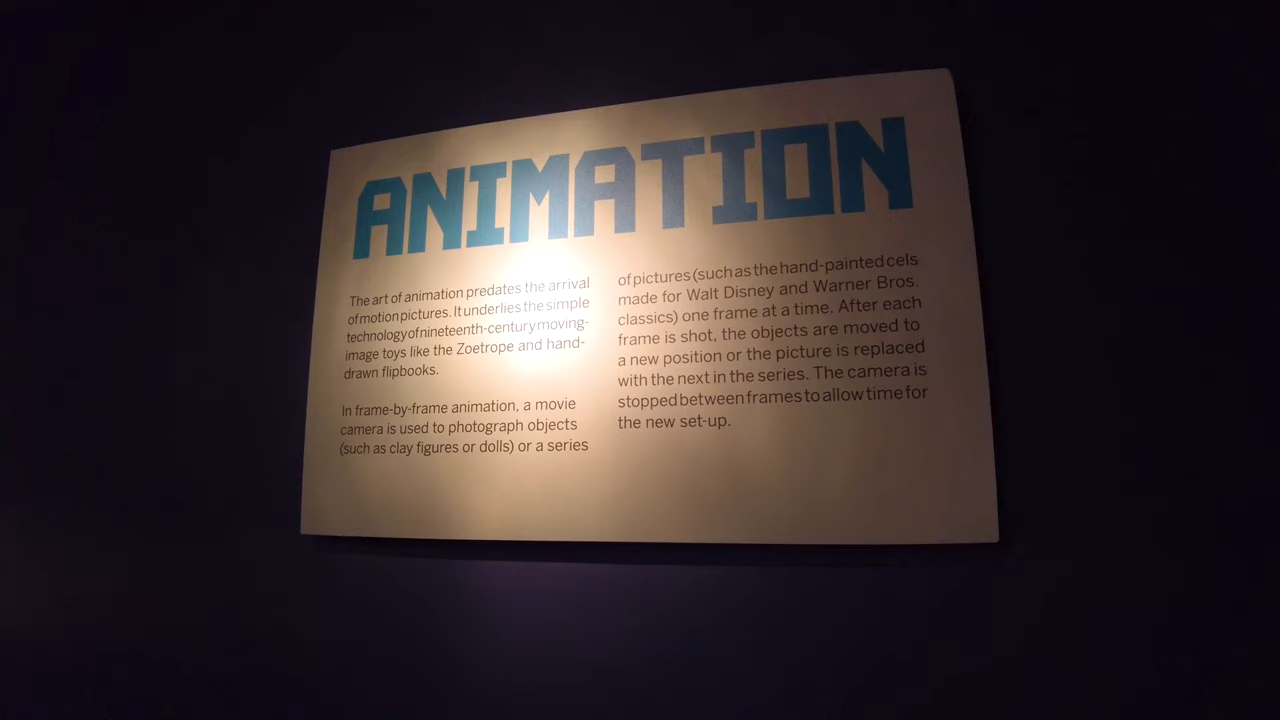 ANIMATION
The art of animation predates the arrival
of motion pictures. It underlies the simple
technology of nineteenth-century moving-
image toys like the Zoetrope and hand-
drawn flipbooks.
In frame-by-frame animation, a movie
camera is used to photograph objects
(such as clay figures or dolls) or a series
of pictures (such as the hand-painted cels
made for Walt Disney and Warner Bros.
classics) one frame at a time. After each
frame is shot, the objects are moved to
a new position or the picture is replaced
with the next in the series. The camera is
stopped between frames to allow time for
the new set-up.